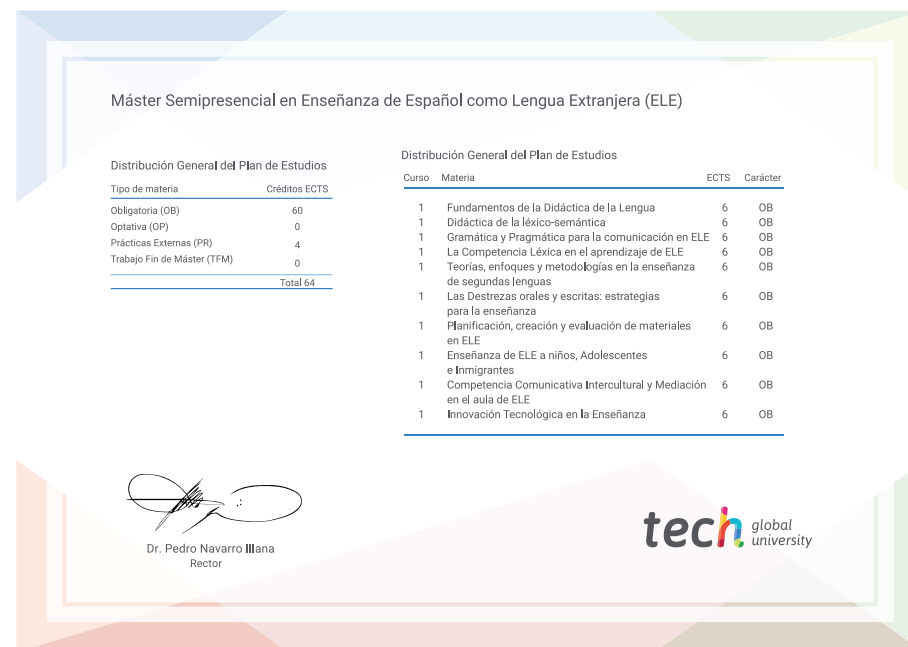 Máster Semipresencial en Enseñanza de Español como Lengua Extranjera (ELE)
Distribución General del Plan de Estudios
Tipo de materia Créditos ECTS
Obligatoria (OB) 60
Optativa (OP) 0
Prácticas Externas (PR) 4
Trabajo Fin de Máster (TFM) 0
Total 64
Distribución General del Plan de Estudios
Curso Materia ECTS Carácter
1 Fundamentos de la Didáctica de la Lengua 6 OB
1 Didáctica de la léxico-semántica 6 OB
1 Gramática y Pragmática para la comunicación en ELE 6 OB
1 La Competencia Léxica en el aprendizaje de ELE 6 OB
1 Teorías, enfoques y metodologías en la enseñanza 6 OB
de segundas lenguas
1 Las Destrezas orales y escritas: estrategias 6 OB
para la enseñanza
1 Planificación, creación y evaluación de materiales 6 OB
en ELE
1 Enseñanza de ELE a niños, Adolescentes 6 OB
e Inmigrantes
1 Competencia Comunicativa Intercultural y Mediación 6 OB
en el aula de ELE
1 Innovación Tecnológica en la Enseñanza 6 OB
Dr. Pedro Navarro Illana
Rector
tech global
university